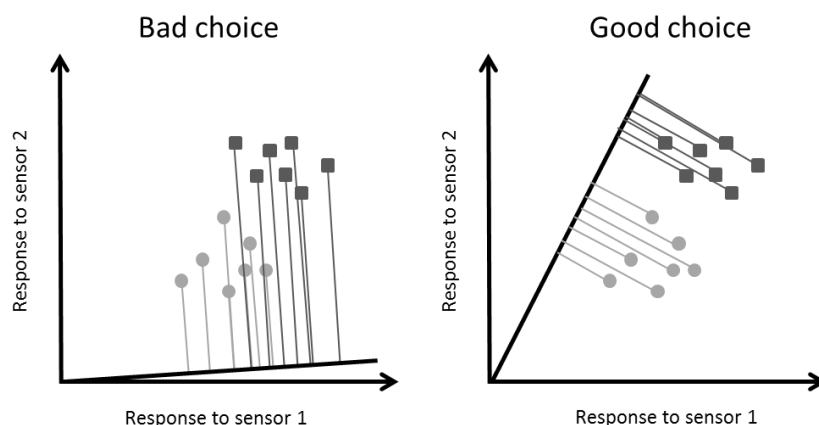 Bad choice
Response to sensor 2
Response to sensor 1
Good choice
Response to sensor 2
Response to sensor 1